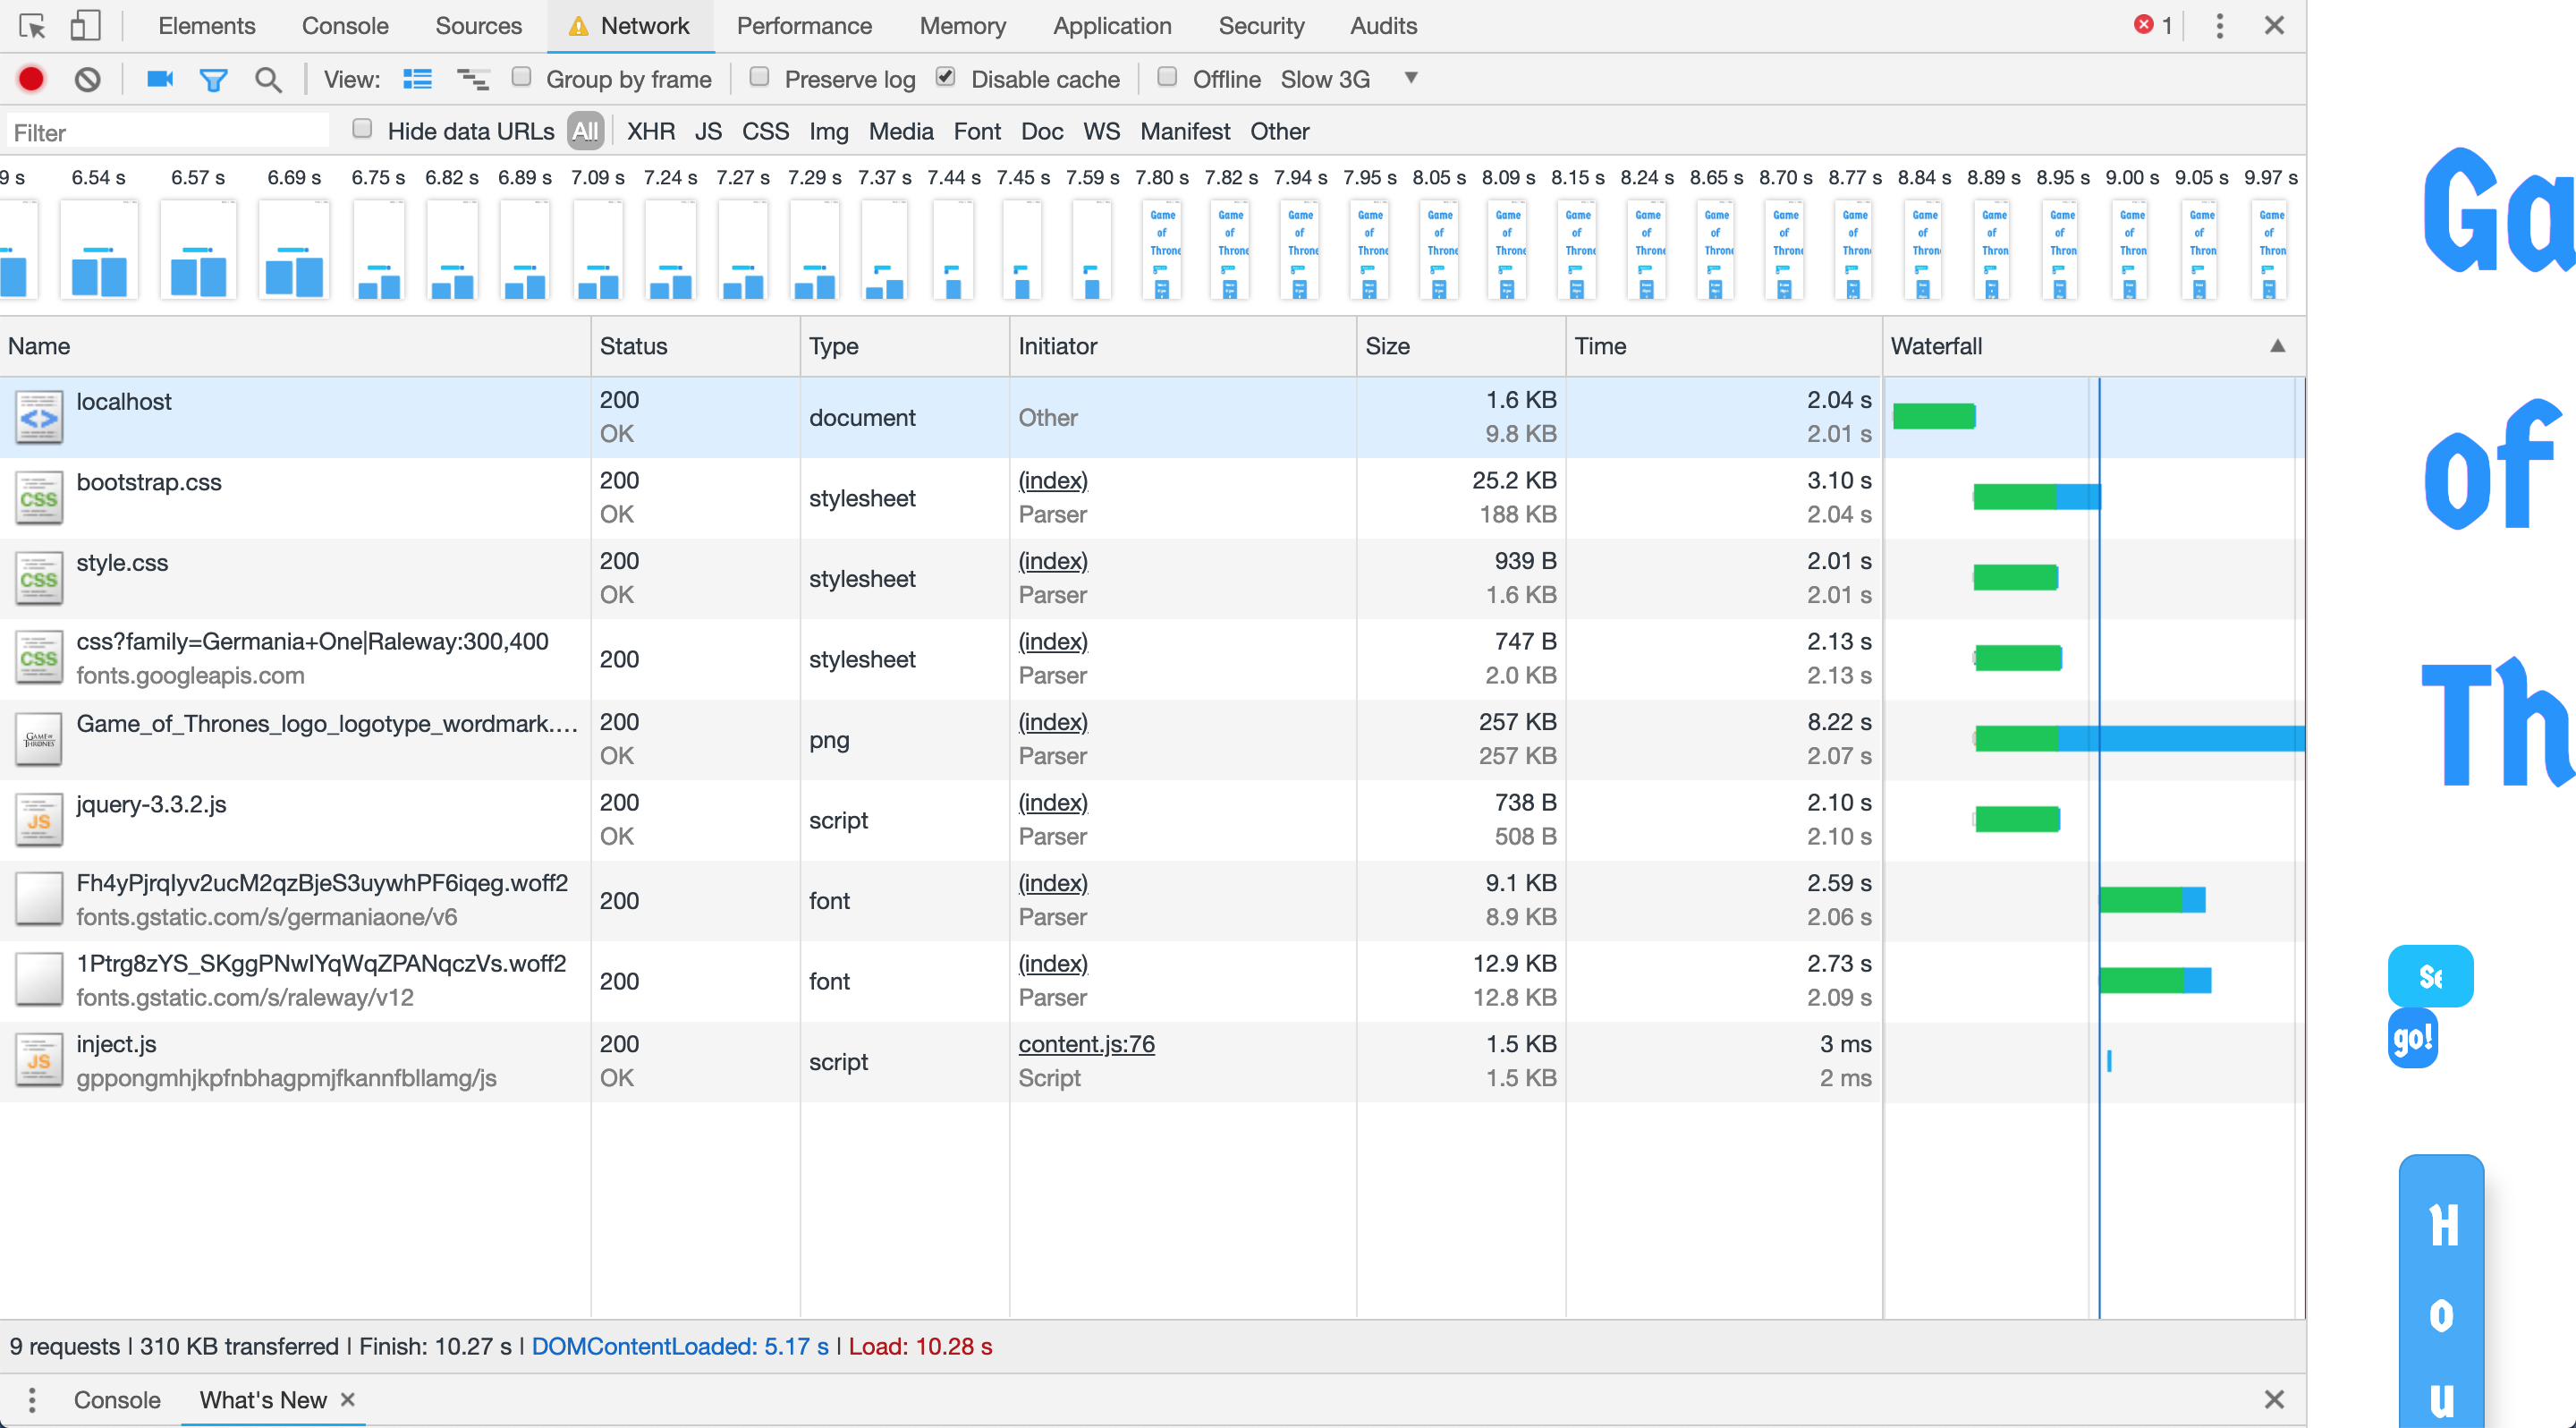 Elements Console Sources Network Performance Memory Application Security Audits 1
View: Group by frame Preserve log Disable cache Offline Slow 3G
Filter Hide data URLs All XHR JS CSS Img Media Font Doc WS Manifest Other
9 s 6.54 s 6.57 s 6.69 s 6.75 s 6.82 s 6.89 s 7.09 s 7.24 s 7.27 s 7.29 s 7.37 s 7.44 s 7.45 s 7.59 s 7.80 s 7.82 s 7.94 s 7.95 s 8.05 s 8.09 s 8.15 s 8.24 s 8.65 s 8.70 s 8.77 s 8.84 s 8.89 s 8.95 s 9.00 s 9.05 s 9.97 s
Name Status Type Initiator Size Time Waterfall
localhost 200 OK document Other 1.6 KB 9.8 KB 2.04 s 2.01 s
bootstrap.css 200 OK stylesheet (index) Parser 25.2 KB 188 KB 3.10 s 2.04 s
style.css 200 OK stylesheet (index) Parser 939 B 1.6 KB 2.01 s 2.01 s
css?family=Germania+One|Raleway:300,400 fonts.googleapis.com 200 stylesheet (index) Parser 747 B 2.0 KB 2.13 s 2.13 s
Game_of_Thrones_logo_logotype_wordmark.… 200 OK png (index) Parser 257 KB 257 KB 8.22 s 2.07 s
jquery-3.3.2.js 200 OK script (index) Parser 738 B 508 B 2.10 s 2.10 s
Fh4yPjrqIyv2ucM2qzBjeS3uywhPF6iqeg.woff2 fonts.gstatic.com/s/germaniaone/v6 200 font (index) Parser 9.1 KB 8.9 KB 2.59 s 2.06 s
1Ptrg8zYS_SKggPNwIYqWqZPANqczVs.woff2 fonts.gstatic.com/s/raleway/v12 200 font (index) Parser 12.9 KB 12.8 KB 2.73 s 2.09 s
inject.js gppongmhjkpfnbhagpmjfkannfbllamg/js 200 OK script content.js:76 Script 1.5 KB 1.5 KB 3 ms 2 ms
9 requests | 310 KB transferred | Finish: 10.27 s | DOMContentLoaded: 5.17 s | Load: 10.28 s
Console What's New
Ga
of
Th
Se
go!
H
o
u